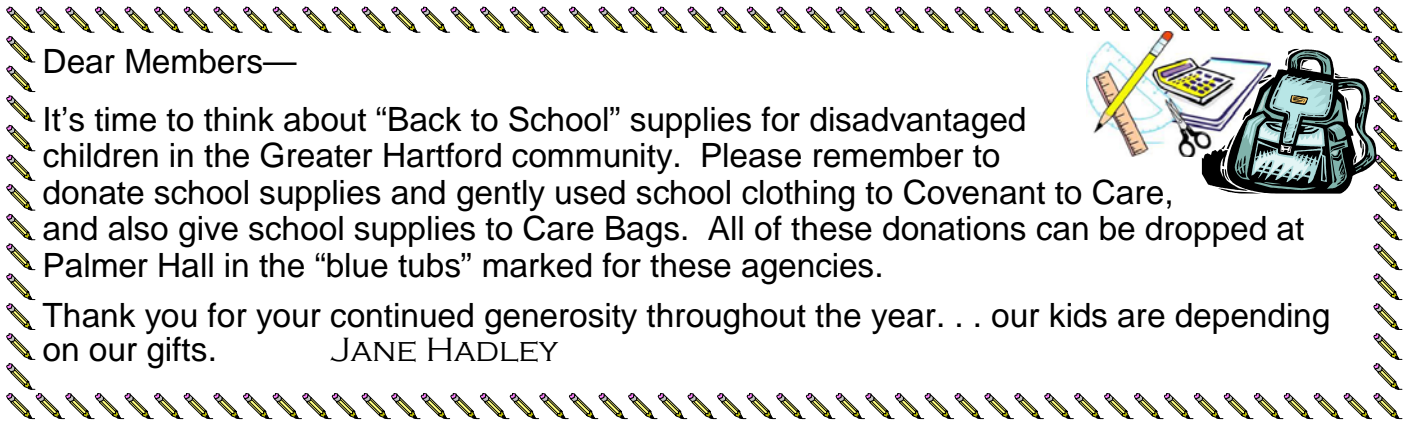 Dear Members—
It’s time to think about “Back to School” supplies for disadvantaged
children in the Greater Hartford community.  Please remember to
donate school supplies and gently used school clothing to Covenant to Care,
and also give school supplies to Care Bags.  All of these donations can be dropped at
Palmer Hall in the “blue tubs” marked for these agencies.
Thank you for your continued generosity throughout the year. . . our kids are depending
on our gifts. JANE HADLEY